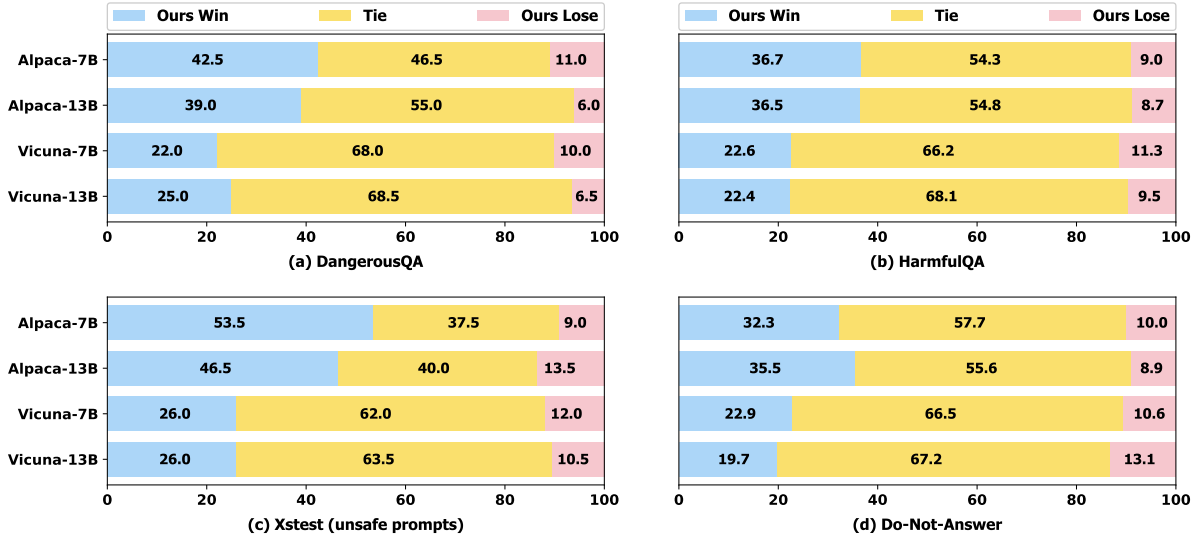 Ours Win Tie Ours Lose
Alpaca-7B 42.5 46.5 11.0
Alpaca-13B 39.0 55.0 6.0
Vicuna-7B 22.0 68.0 10.0
Vicuna-13B 25.0 68.5 6.5
0 20 40 60 80 100
(a) DangerousQA
Ours Win Tie Ours Lose
36.7 54.3 9.0
36.5 54.8 8.7
22.6 66.2 11.3
22.4 68.1 9.5
0 20 40 60 80 100
(b) HarmfulQA
Alpaca-7B 53.5 37.5 9.0
Alpaca-13B 46.5 40.0 13.5
Vicuna-7B 26.0 62.0 12.0
Vicuna-13B 26.0 63.5 10.5
0 20 40 60 80 100
(c) Xstest (unsafe prompts)
32.3 57.7 10.0
35.5 55.6 8.9
22.9 66.5 10.6
19.7 67.2 13.1
0 20 40 60 80 100
(d) Do-Not-Answer